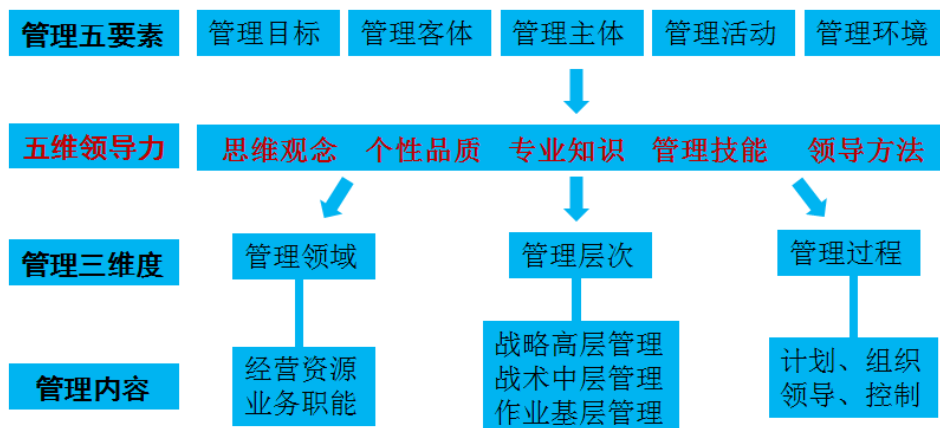 管理五要素 管理目标 管理客体 管理主体 管理活动 管理环境
五维领导力 思维观念 个性品质 专业知识 管理技能 领导方法
管理三维度 管理领域 管理层次 管理过程
管理内容
经营资源
业务职能
战略高层管理
战术中层管理
作业基层管理
计划、组织
领导、控制